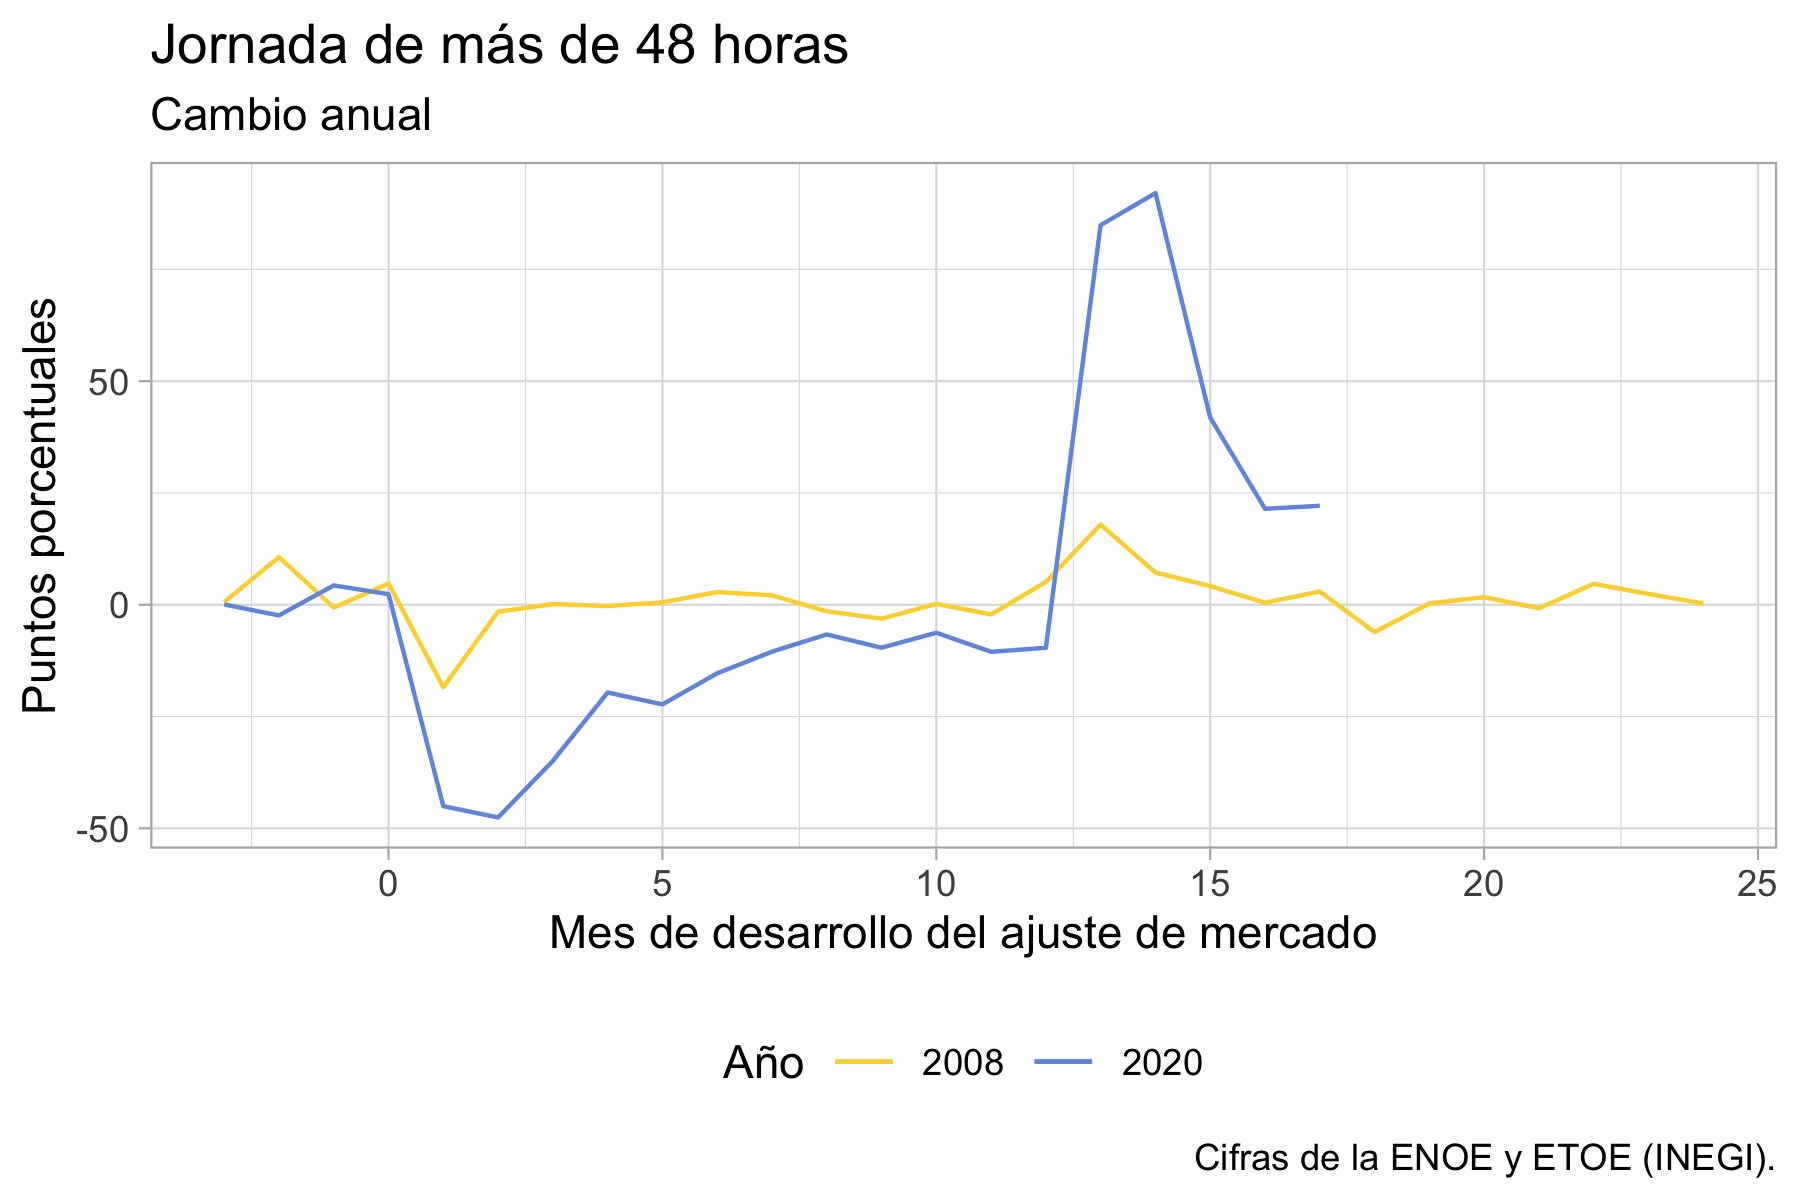 Jornada de más de 48 horas
Cambio anual
Puntos porcentuales
50
0
-50
0 5 10 15 20 25
Mes de desarrollo del ajuste de mercado
Año 2008 2020
Cifras de la ENOE y ETOE (INEGI).